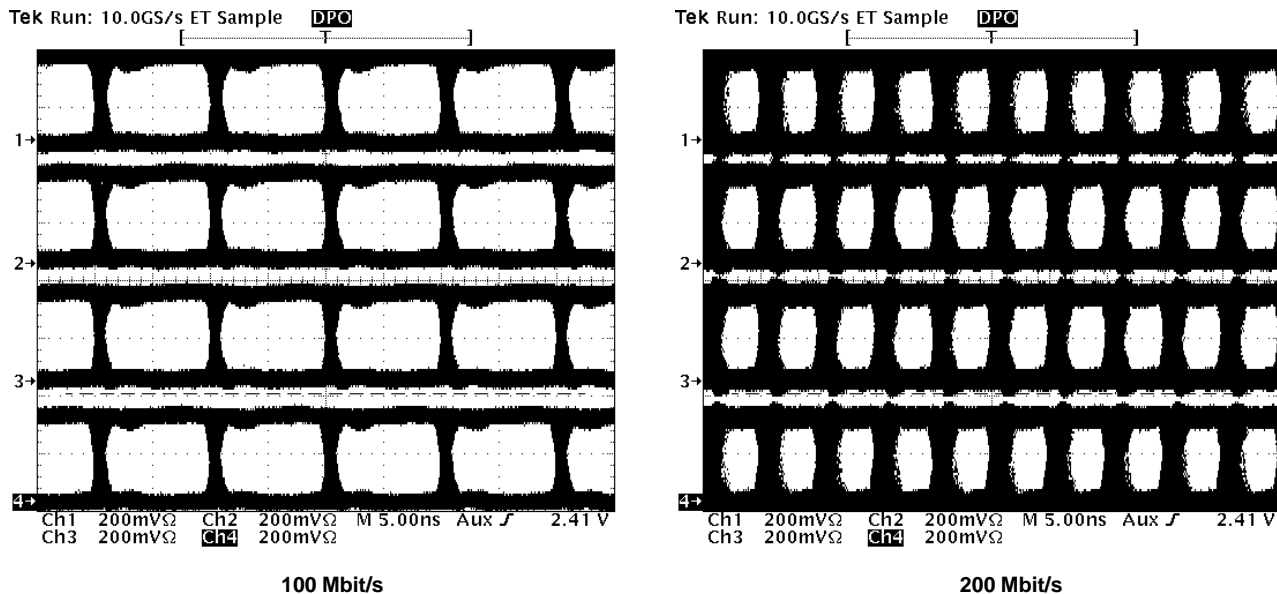 Tek Run: 10.0GS/s ET Sample DPO
[ T ]
1→
2→
3→
4→
Ch1 200mVΩ Ch2 200mVΩ M 5.00ns Aux ʃ 2.41 V
Ch3 200mVΩ Ch4 200mVΩ
100 Mbit/s
Tek Run: 10.0GS/s ET Sample DPO
[ T ]
1→
2→
3→
4→
Ch1 200mVΩ Ch2 200mVΩ M 5.00ns Aux ʃ 2.41 V
Ch3 200mVΩ Ch4 200mVΩ
200 Mbit/s